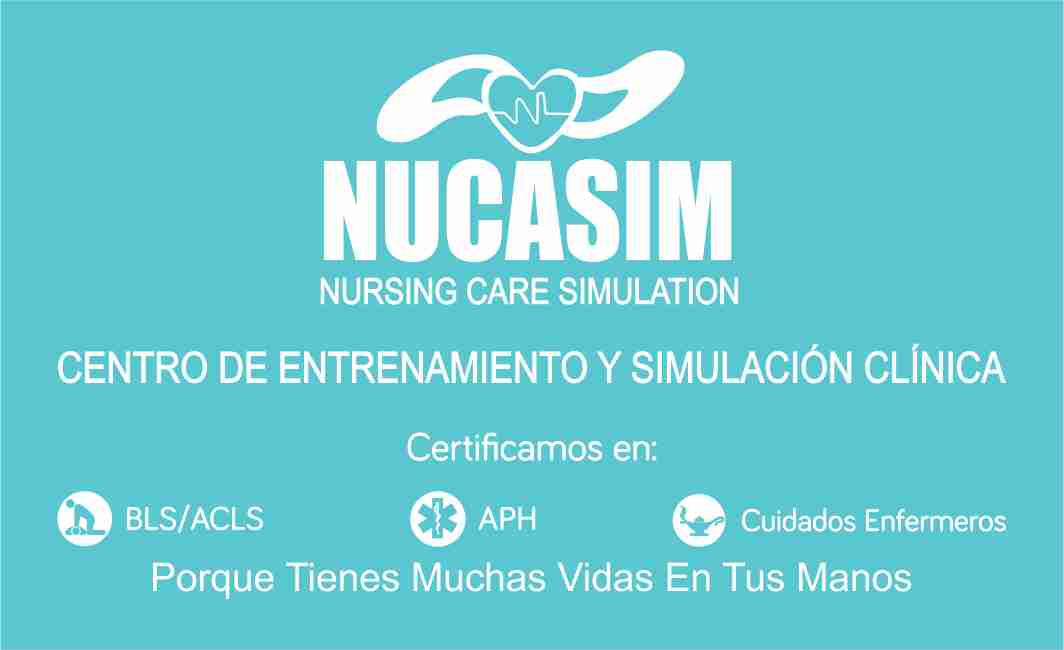 NUCASIM
NURSING CARE SIMULATION
CENTRO DE ENTRENAMIENTO Y SIMULACIÓN CLÍNICA
Certificamos en:
BLS/ACLS APH Cuidados Enfermeros
Porque Tienes Muchas Vidas En Tus Manos